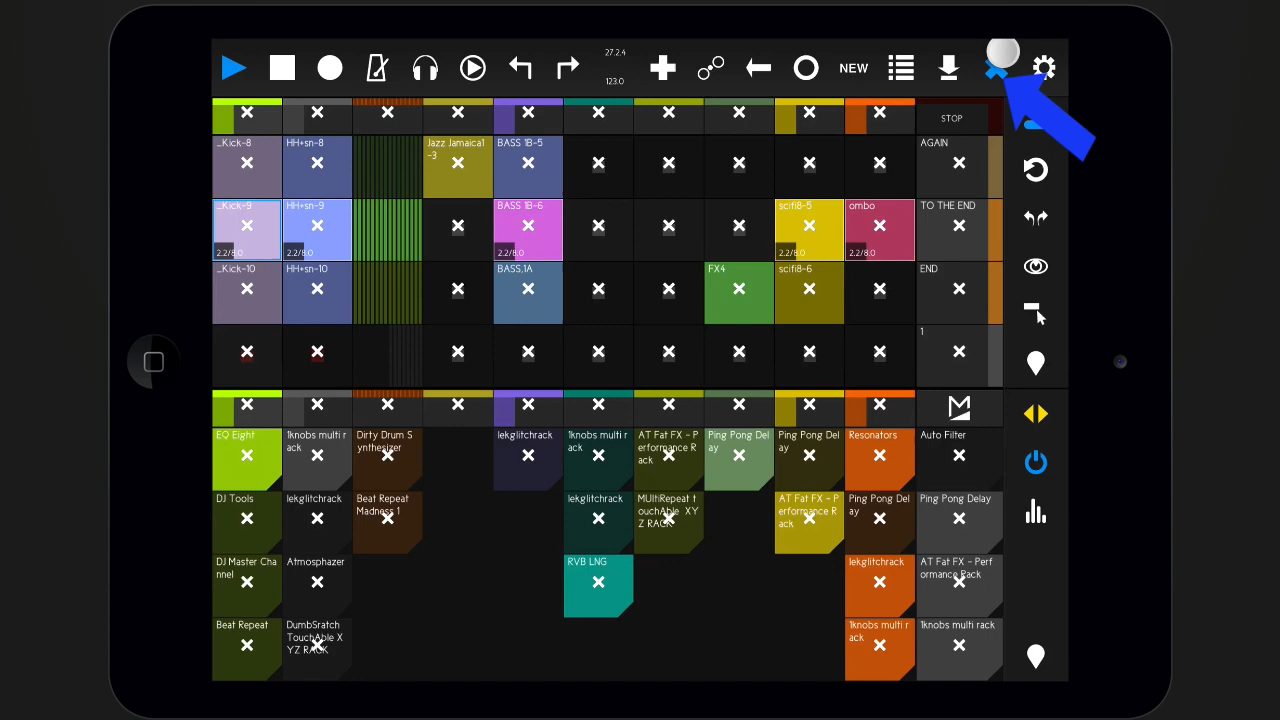 27.2.4
NEW
123.0
STOP
_Kick-8
HH+sn-8
Jazz Jamaica1
-3
BASS 1B-5
AGAIN
_Kick-9
HH+sn-9
BASS 1B-6
scifi8-5
ombo
TO THE END
2.2/8.0
2.2/8.0
2.2/8.0
2.2/8.0
2.2/8.0
_Kick-10
HH+sn-10
BASS,1A
FX4
scifi8-6
END
1
EQ Eight
1knobs multi r
ack
Dirty Drum S
ynthesizer
lekglitchrack
1knobs multi r
ack
AT Fat FX - P
erformance R
ack
Ping Pong Del
ay
Ping Pong De
lay
Resonators
Auto Filter
DJ Tools
lekglitchrack
Beat Repeat
Madness 1
lekglitchrack
MUltiRepeat t
ouchAble XY
Z RACK
AT Fat FX - P
erformance R
ack
Ping Pong Del
ay
Ping Pong Delay
DJ Master Cha
nnel
Atmosphazer
RVB LNG
lekglitchrack
AT Fat FX - Perf
ormance Rack
Beat Repeat
DumbSratch
TouchAble X
YZ RACK
1knobs multi r
ack
1knobs multi rack